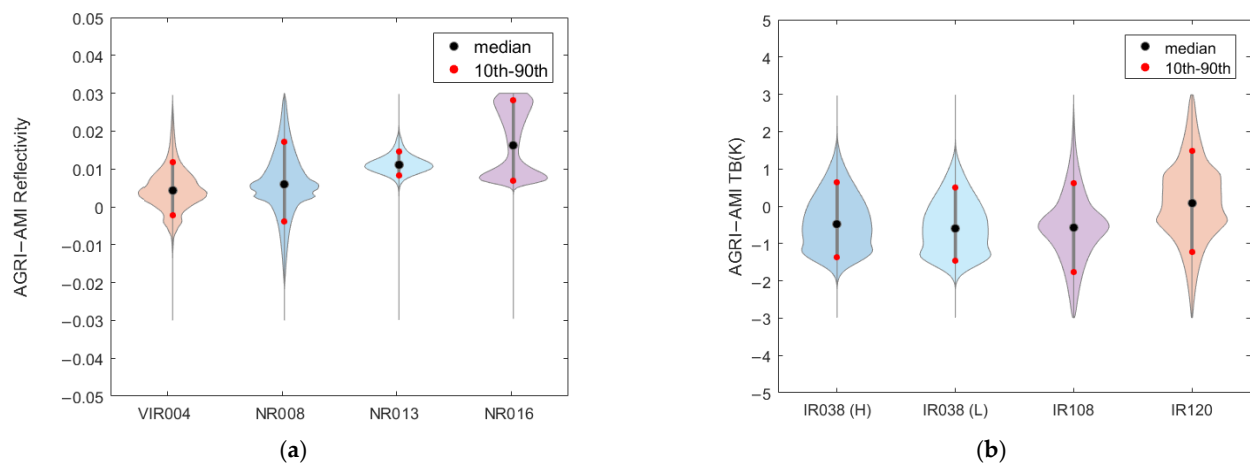 0.05
0.04
0.03
0.02
0.01
0
−0.01
−0.02
−0.03
−0.04
−0.05
AGRI−AMI Reflectivity
median
10th-90th
VIR004 NR008 NR013 NR016
(a)
5
4
3
2
1
0
−1
−2
−3
−4
−5
AGRI−AMI TB(K)
median
10th-90th
IR038 (H) IR038 (L) IR108 IR120
(b)